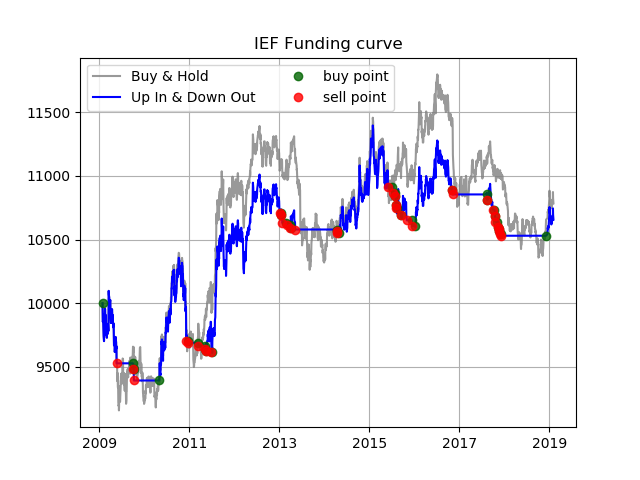 IEF Funding curve
Buy & Hold
Up In & Down Out
buy point
sell point
11500
11000
10500
10000
9500
2009 2011 2013 2015 2017 2019